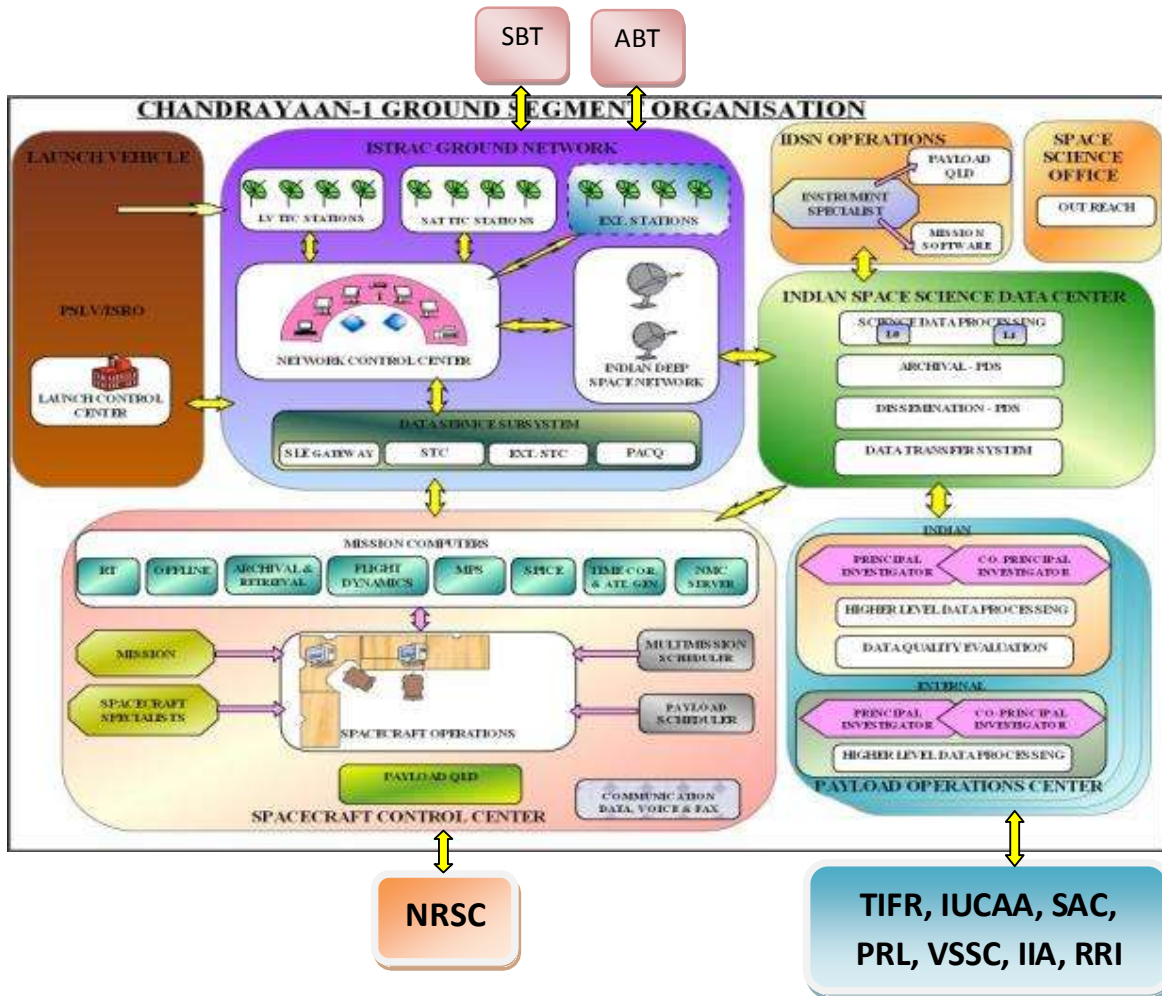 SBT
ABT
CHANDRAYAAN-1 GROUND SEGMENT ORGANISATION
LAUNCH VEHICLE
PSLV/ISRO
LAUNCH CONTROL
CENTER
ISTRAC GROUND NETWORK
LV TTC STATIONS
SAT TTC STATIONS
EXT. STATIONS
NETWORK CONTROL CENTER
INDIAN DEEP
SPACE NETWORK
DATA SERVICE SUBSYSTEM
SLE GATEWAY
STC
EXT. STC
PACQ
IDSN OPERATIONS
PAYLOAD
QLD
INSTRUMENT
SPECIALIST
MISSION
SOFTWARE
SPACE
SCIENCE
OFFICE
OUT REACH
INDIAN SPACE SCIENCE DATA CENTER
SCIENCE DATA PROCESSING
L0
L1
ARCHIVAL - PDS
DISSEMINATION - PDS
DATA TRANSFER SYSTEM
MISSION COMPUTERS
RT
OFFLINE
ARCHIVAL &
RETRIEVAL
FLIGHT
DYNAMICS
MPS
SPICE
TIME COR.
& ATT. GEN
NMC
SERVER
MISSION
SPACECRAFT
SPECIALISTS
SPACECRAFT OPERATIONS
MULTIMISSION
SCHEDULER
PAYLOAD
SCHEDULER
PAYLOAD QLD
COMMUNICATION
DATA, VOICE & FAX
SPACECRAFT CONTROL CENTER
INDIAN
PRINCIPAL
INVESTIGATOR
CO-PRINCIPAL
INVESTIGATOR
HIGHER LEVEL DATA PROCESSING
DATA QUALITY EVALUATION
EXTERNAL
PRINCIPAL
INVESTIGATOR
CO-PRINCIPAL
INVESTIGATOR
HIGHER LEVEL DATA PROCESSING
PAYLOAD OPERATIONS CENTER
NRSC
TIFR, IUCAA, SAC,
PRL, VSSC, IIA, RRI